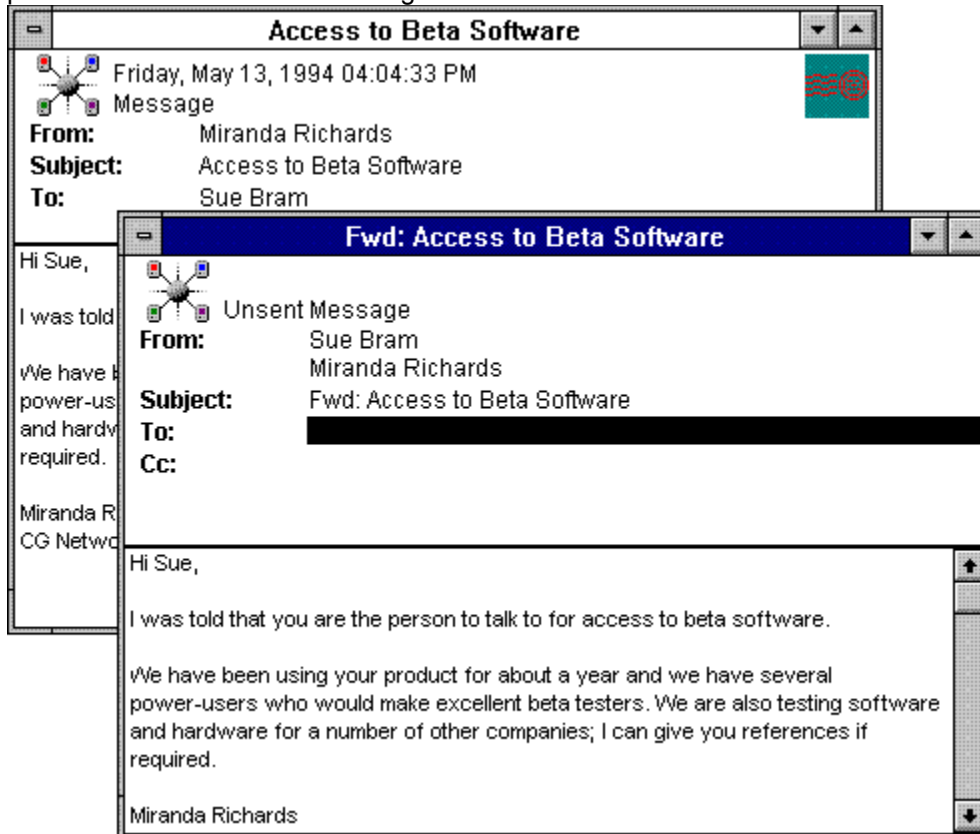 Access to Beta Software
Friday, May 13, 1994 04:04:33 PM
Message
From: Miranda Richards
Subject: Access to Beta Software
To: Sue Bram
Hi Sue,
I was told
We have
power-us
and hardw
required.
Miranda R
CG Netwo
Fwd: Access to Beta Software
Unsent Message
From: Sue Bram
Miranda Richards
Subject: Fwd: Access to Beta Software
To:
Cc:
Hi Sue,
I was told that you are the person to talk to for access to beta software.
We have been using your product for about a year and we have several
power-users who would make excellent beta testers. We are also testing software
and hardware for a number of other companies; I can give you references if
required.
Miranda Richards